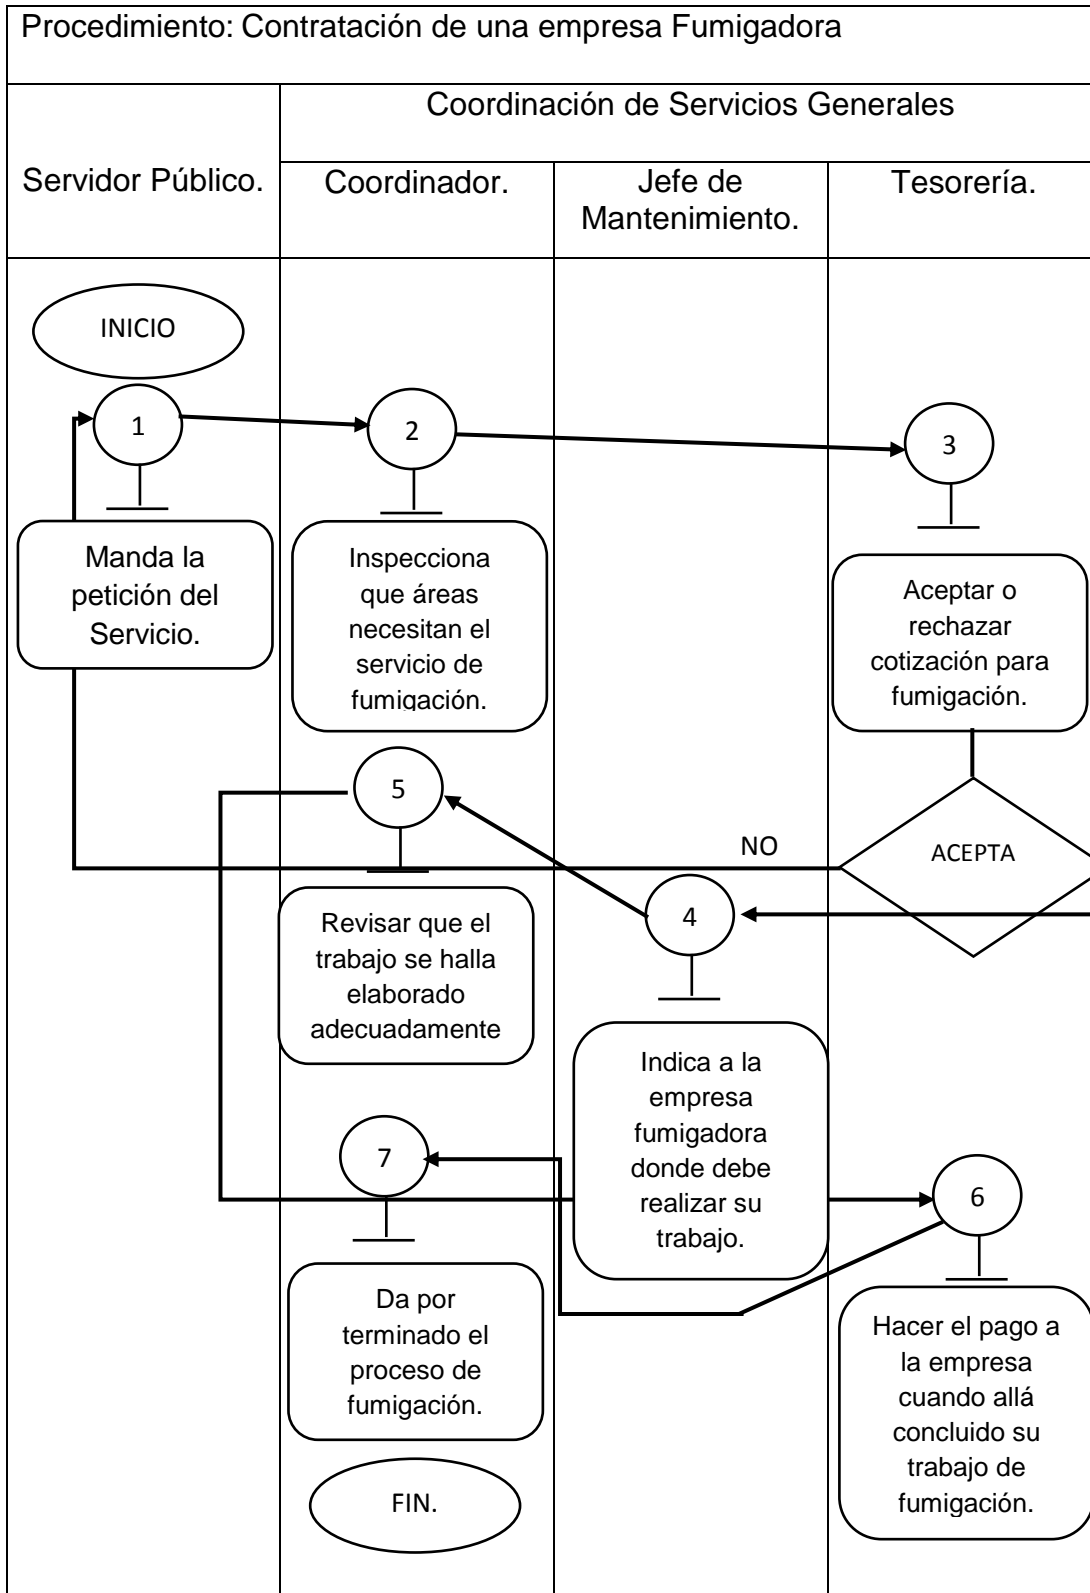 Procedimiento: Contratación de una empresa Fumigadora
Coordinación de Servicios Generales
Servidor Público.
Coordinador.
Jefe de
Mantenimiento.
Tesorería.
INICIO
1
2
3
Manda la
petición del
Servicio.
Inspecciona
que áreas
necesitan el
servicio de
fumigación.
Aceptar o
rechazar
cotización para
fumigación.
5
NO
ACEPTA
4
Revisar que el
trabajo se halla
elaborado
adecuadamente
Indica a la
empresa
fumigadora
donde debe
realizar su
trabajo.
7
6
Da por
terminado el
proceso de
fumigación.
Hacer el pago a
la empresa
cuando allá
concluido su
trabajo de
fumigación.
FIN.